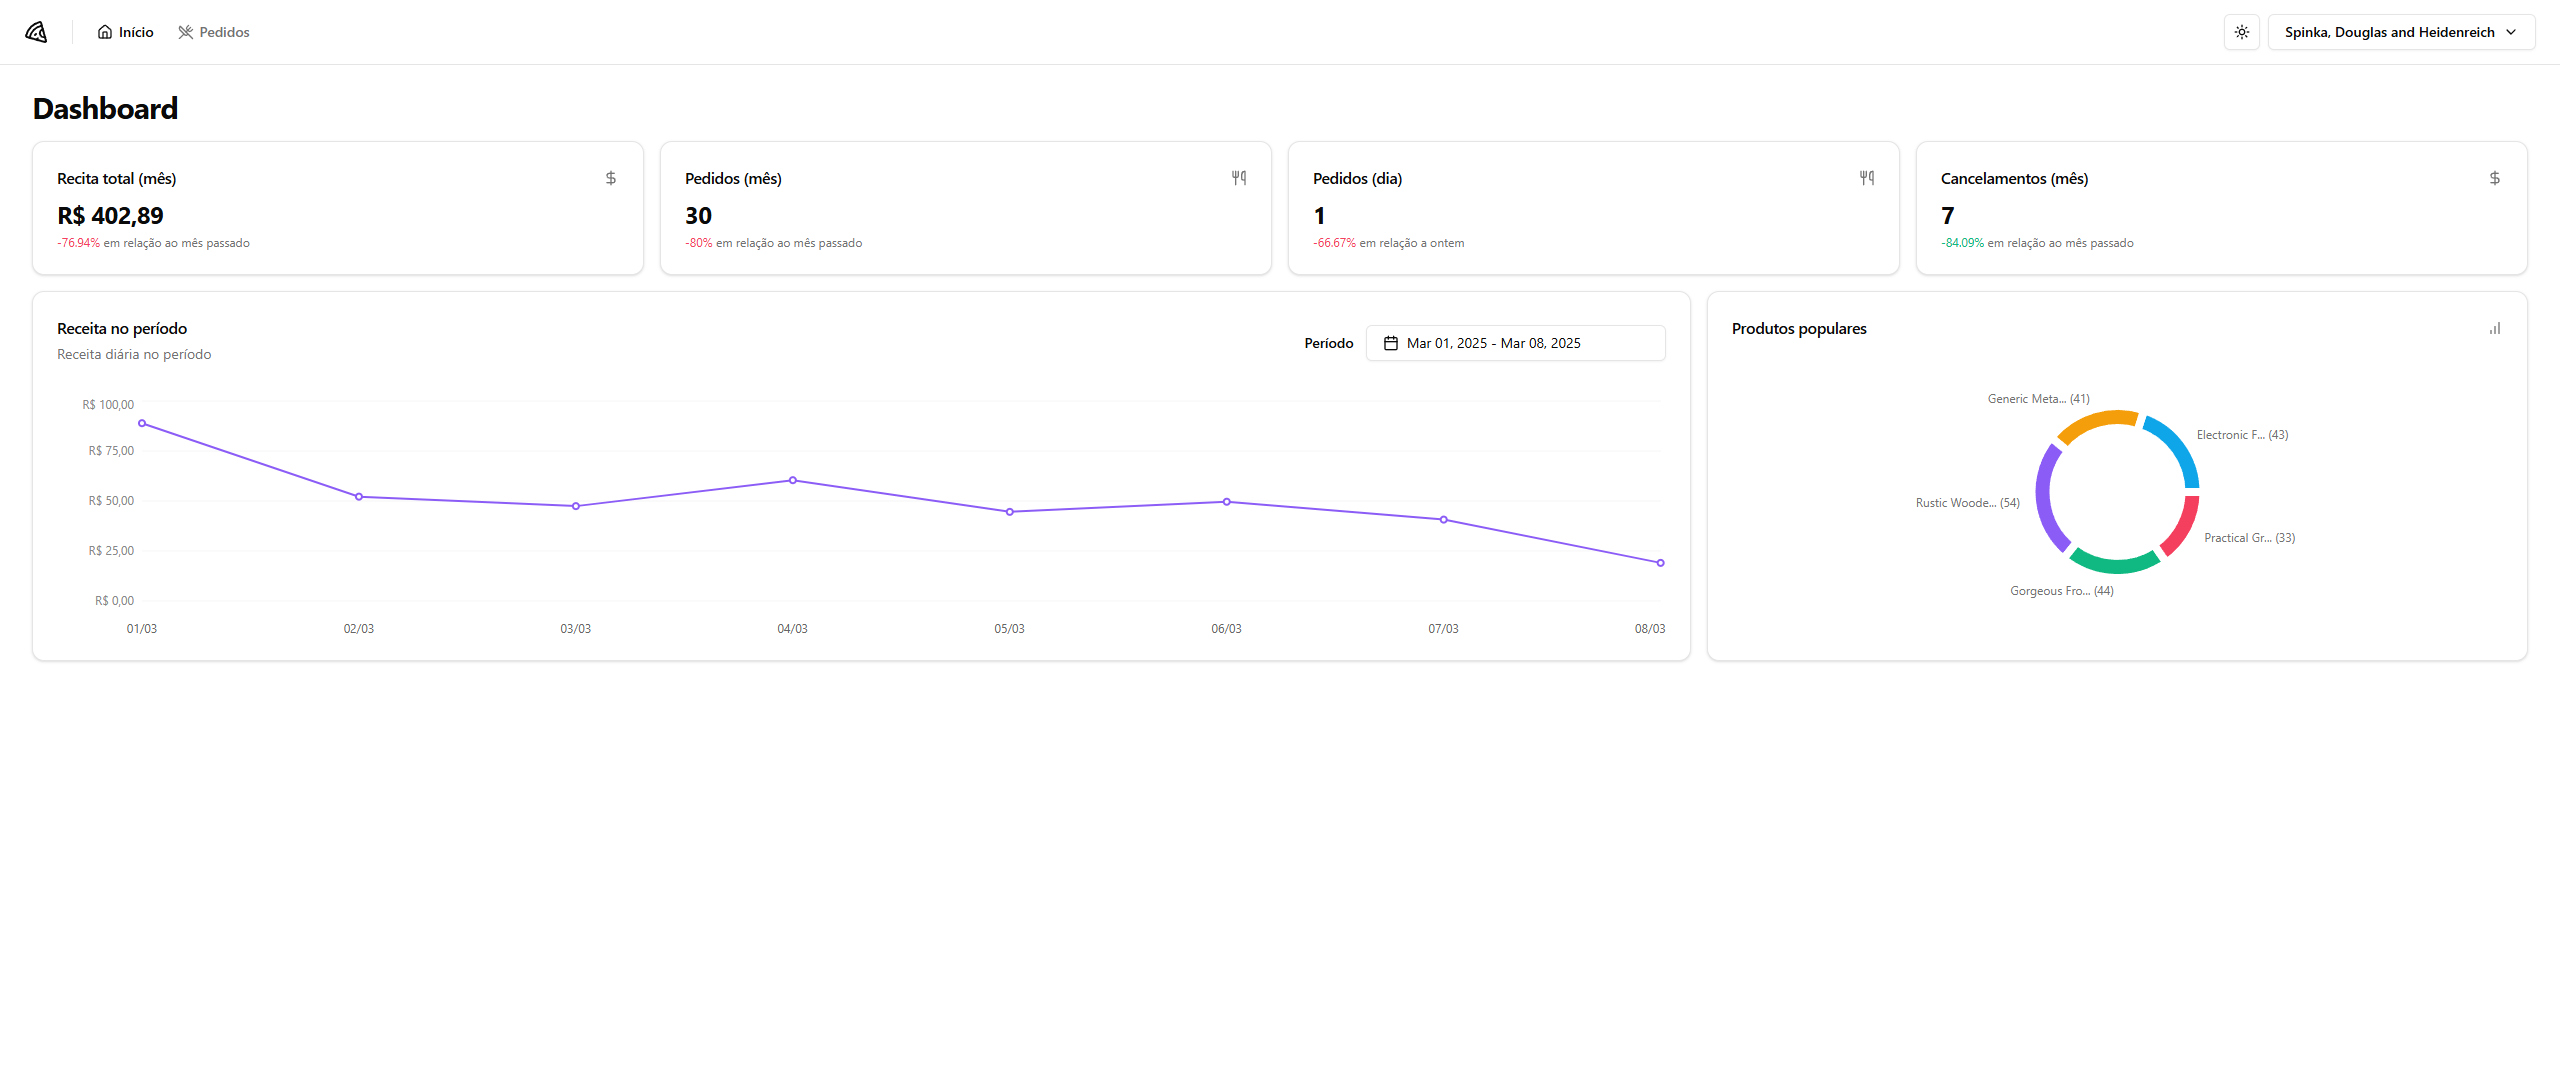 Início
Pedidos
Spinka, Douglas and Heidenreich
Dashboard
Recita total (mês)
R$ 402,89
-76.94% em relação ao mês passado
Pedidos (mês)
30
-80% em relação ao mês passado
Pedidos (dia)
1
-66.67% em relação a ontem
Cancelamentos (mês)
7
-84.09% em relação ao mês passado
Receita no período
Receita diária no período
Período
Mar 01, 2025 - Mar 08, 2025
R$ 100,00
R$ 75,00
R$ 50,00
R$ 25,00
R$ 0,00
01/03
02/03
03/03
04/03
05/03
06/03
07/03
08/03
Produtos populares
Generic Meta... (41)
Electronic F... (43)
Rustic Woode... (54)
Practical Gr... (33)
Gorgeous Fro... (44)